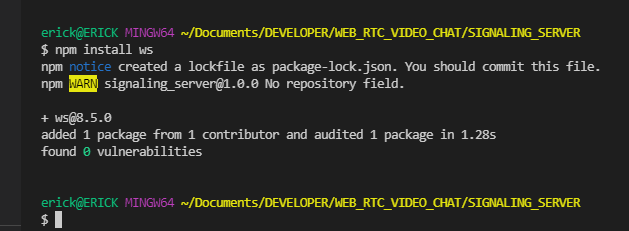 erick@ERICK MINGW64 ~/Documents/DEVELOPER/WEB_RTC_VIDEO_CHAT/SIGNALING_SERVER
$ npm install ws
npm notice created a lockfile as package-lock.json. You should commit this file.
npm WARN signaling_server@1.0.0 No repository field.
+ ws@8.5.0
added 1 package from 1 contributor and audited 1 package in 1.28s
found 0 vulnerabilities
erick@ERICK MINGW64 ~/Documents/DEVELOPER/WEB_RTC_VIDEO_CHAT/SIGNALING_SERVER
$